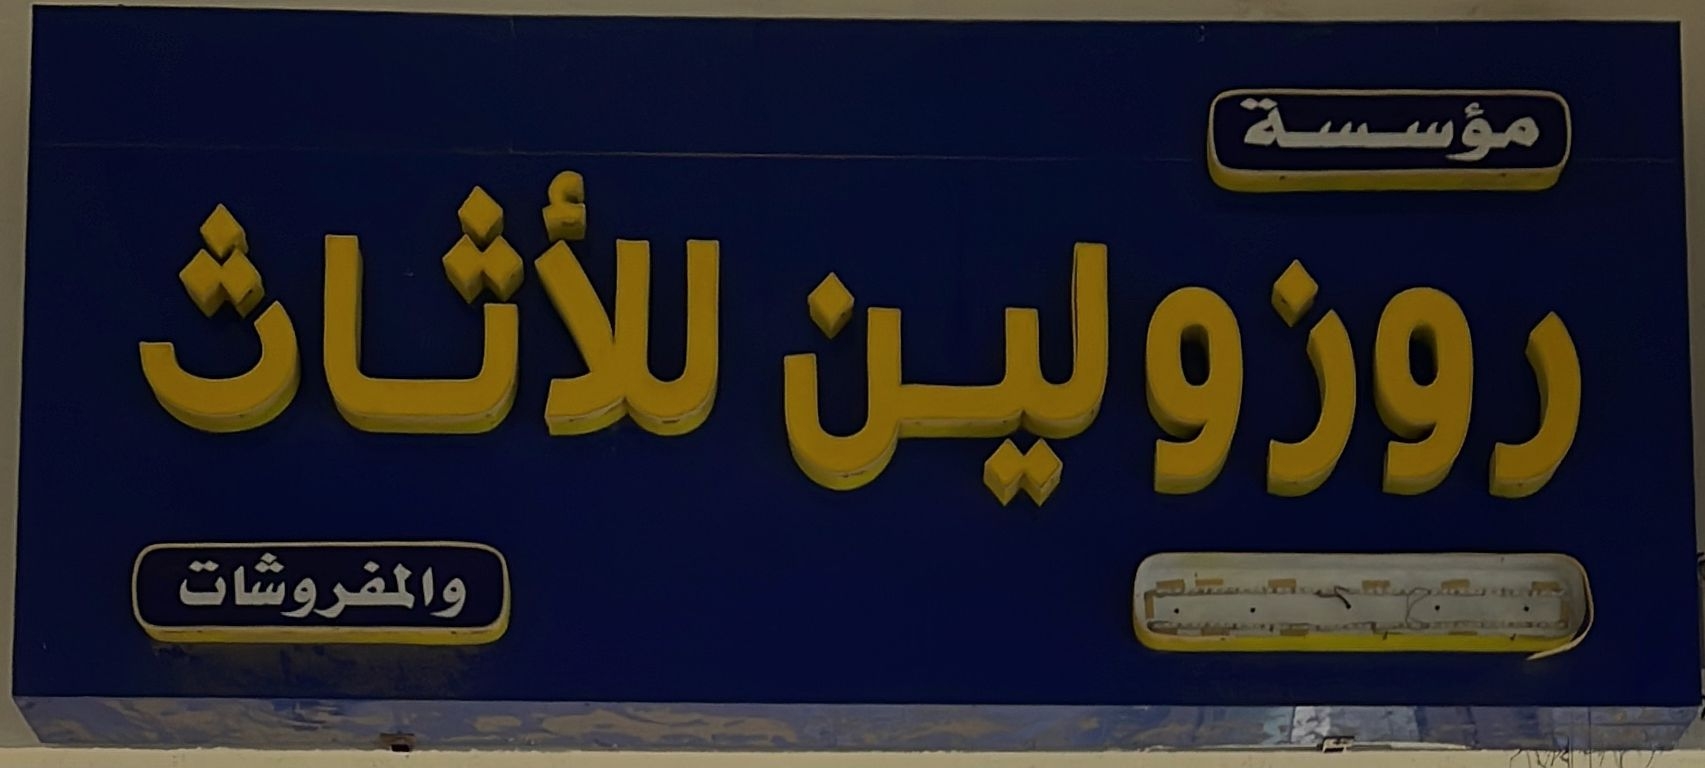 مؤسسة
روزولين للأثاث
والمفروشات